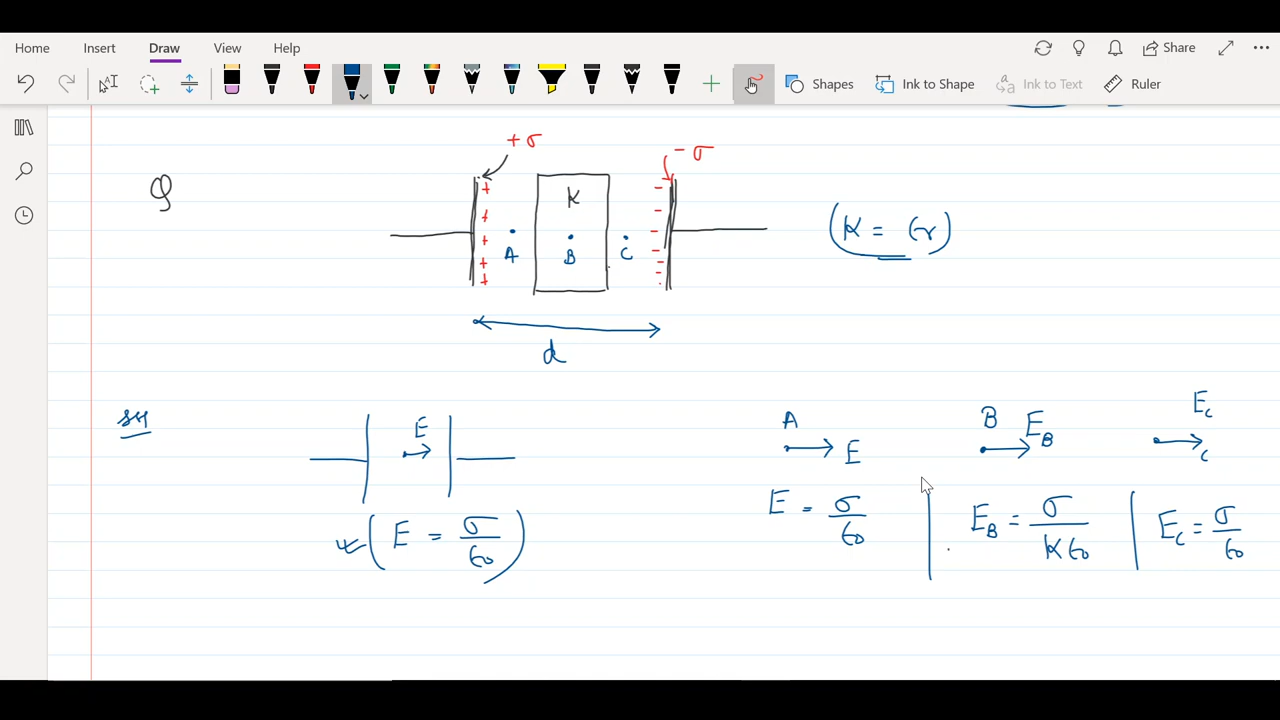 Home Insert Draw View Help Share
Shapes Ink to Shape Ink to Text Ruler
+σ
-σ
Q
K
(K = ϵr)
A B C
d
E
A
E
B
E_B
E_C
C
(E = σ/ϵ0)
E = σ/ϵ0
E_B = σ/Kϵ0
E_C = σ/ϵ0